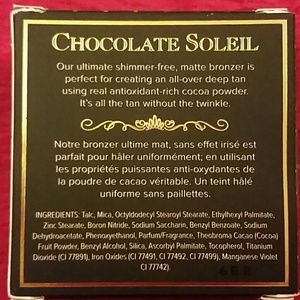 CHOCOLATE SOLEIL
Our ultimate shimmer-free, matte bronzer is
perfect for creating an all-over deep tan
using real antioxidant-rich cocoa powder.
It's all the tan without the twinkle.
Notre bronzer ultime mat, sans effet irisé est
parfait pour hâler uniformément; en utilisant
les propriétés puissantes anti-oxydantes de
la poudre de cacao véritable. Un teint hâlé
uniforme sans paillettes.
INGREDIENTS: Talc, Mica, Octyldodecyl Stearoyl Stearate, Ethylhexyl Palmitate,
Zinc Stearate, Boron Nitride, Sodium Saccharin, Benzyl Benzoate, Sodium
Dehydroacetate, Phenoxyethanol, Parfum/Fragrance, Theobroma Cacao (Cocoa)
Fruit Powder, Benzyl Alcohol, Silica, Ascorbyl Palmitate, Tocopherol, Titanium
Dioxide (CI 77891), Iron Oxides (CI 77491, CI 77492, CI 77499), Manganese Violet
CI 77742).